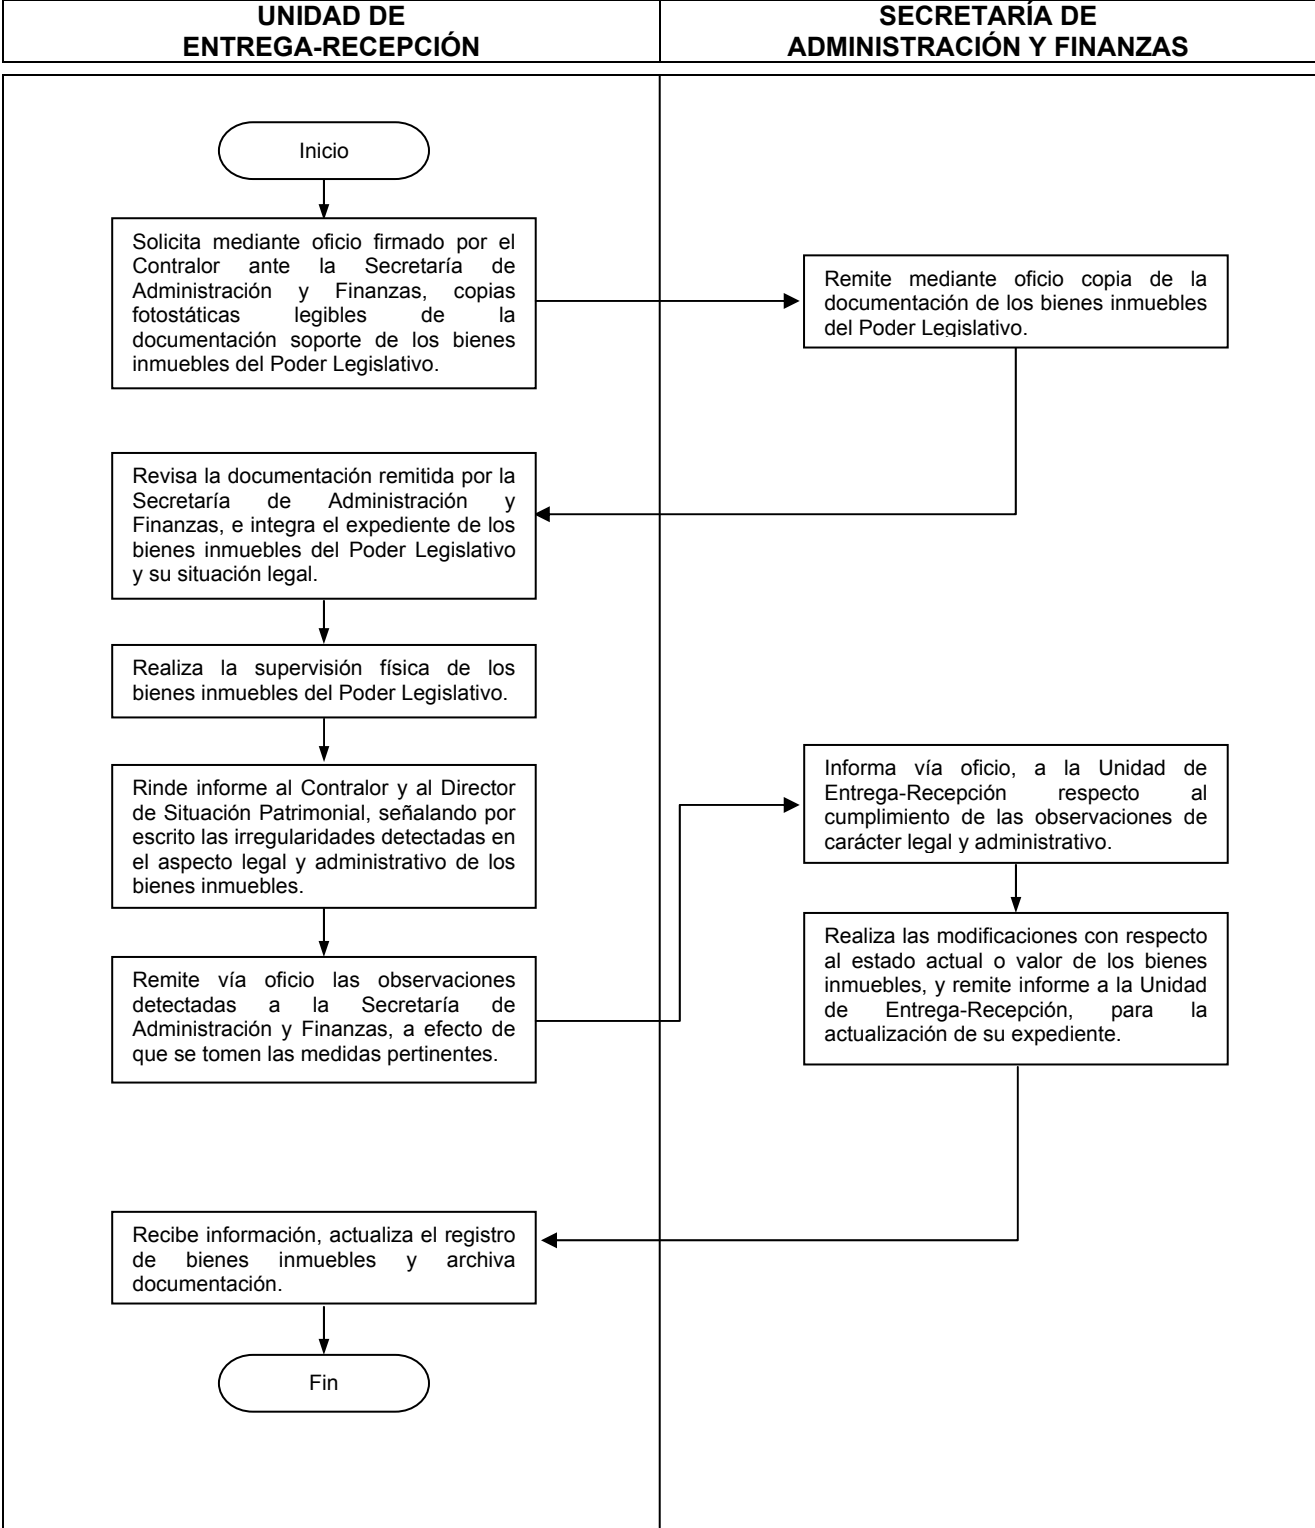 UNIDAD DE
ENTREGA-RECEPCIÓN
SECRETARÍA DE
ADMINISTRACIÓN Y FINANZAS
Inicio
Solicita mediante oficio firmado por el
Contralor ante la Secretaría de
Administración y Finanzas, copias
fotostáticas legibles de la
documentación soporte de los bienes
inmuebles del Poder Legislativo.
Remite mediante oficio copia de la
documentación de los bienes inmuebles
del Poder Legislativo.
Revisa la documentación remitida por la
Secretaría de Administración y
Finanzas, e integra el expediente de los
bienes inmuebles del Poder Legislativo
y su situación legal.
Realiza la supervisión física de los
bienes inmuebles del Poder Legislativo.
Rinde informe al Contralor y al Director
de Situación Patrimonial, señalando por
escrito las irregularidades detectadas en
el aspecto legal y administrativo de los
bienes inmuebles.
Remite vía oficio las observaciones
detectadas a la Secretaría de
Administración y Finanzas, a efecto de
que se tomen las medidas pertinentes.
Informa vía oficio, a la Unidad de
Entrega-Recepción respecto al
cumplimiento de las observaciones de
carácter legal y administrativo.
Realiza las modificaciones con respecto
al estado actual o valor de los bienes
inmuebles, y remite informe a la Unidad
de Entrega-Recepción, para la
actualización de su expediente.
Recibe información, actualiza el registro
de bienes inmuebles y archiva
documentación.
Fin